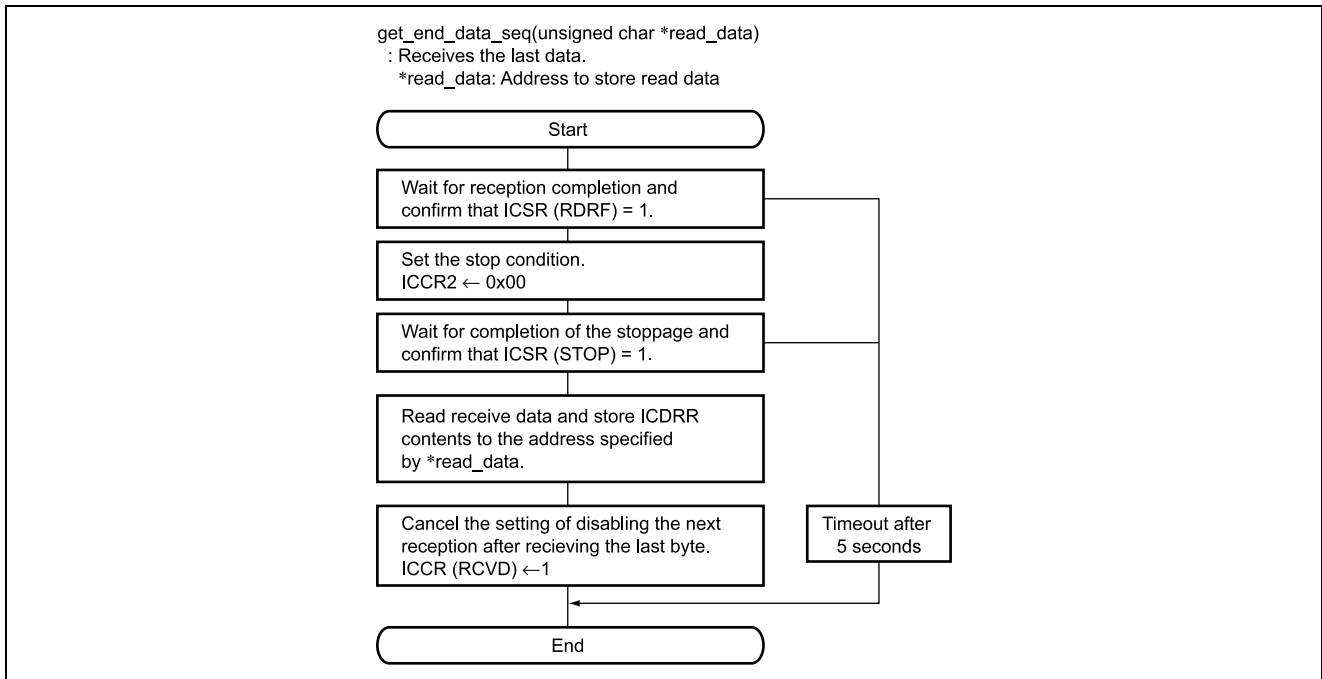 get_end_data_seq(unsigned char *read_data)
: Receives the last data.
*read_data: Address to store read data
Start
Wait for reception completion and
confirm that ICSR (RDRF) = 1.
Set the stop condition.
ICCR2 ← 0x00
Wait for completion of the stoppage and
confirm that ICSR (STOP) = 1.
Read receive data and store ICDRR
contents to the address specified
by *read_data.
Cancel the setting of disabling the next
reception after recieving the last byte.
ICCR (RCVD) ←1
Timeout after
5 seconds
End